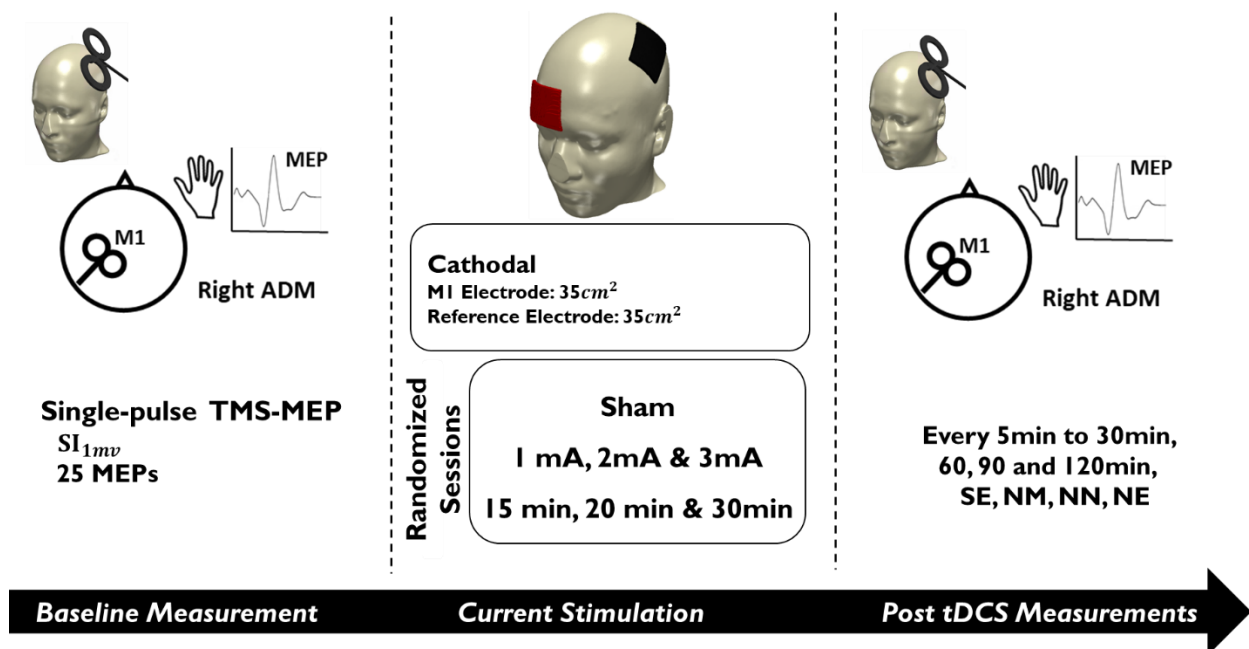 MEP
M1
Right ADM
Single-pulse TMS-MEP
SI₁ₘᵥ
25 MEPs
Cathodal
M1 Electrode: 35cm²
Reference Electrode: 35cm²
Randomized
Sessions
Sham
1 mA, 2mA & 3mA
15 min, 20 min & 30min
MEP
M1
Right ADM
Every 5min to 30min,
60, 90 and 120min,
SE, NM, NN, NE
Baseline Measurement
Current Stimulation
Post tDCS Measurements